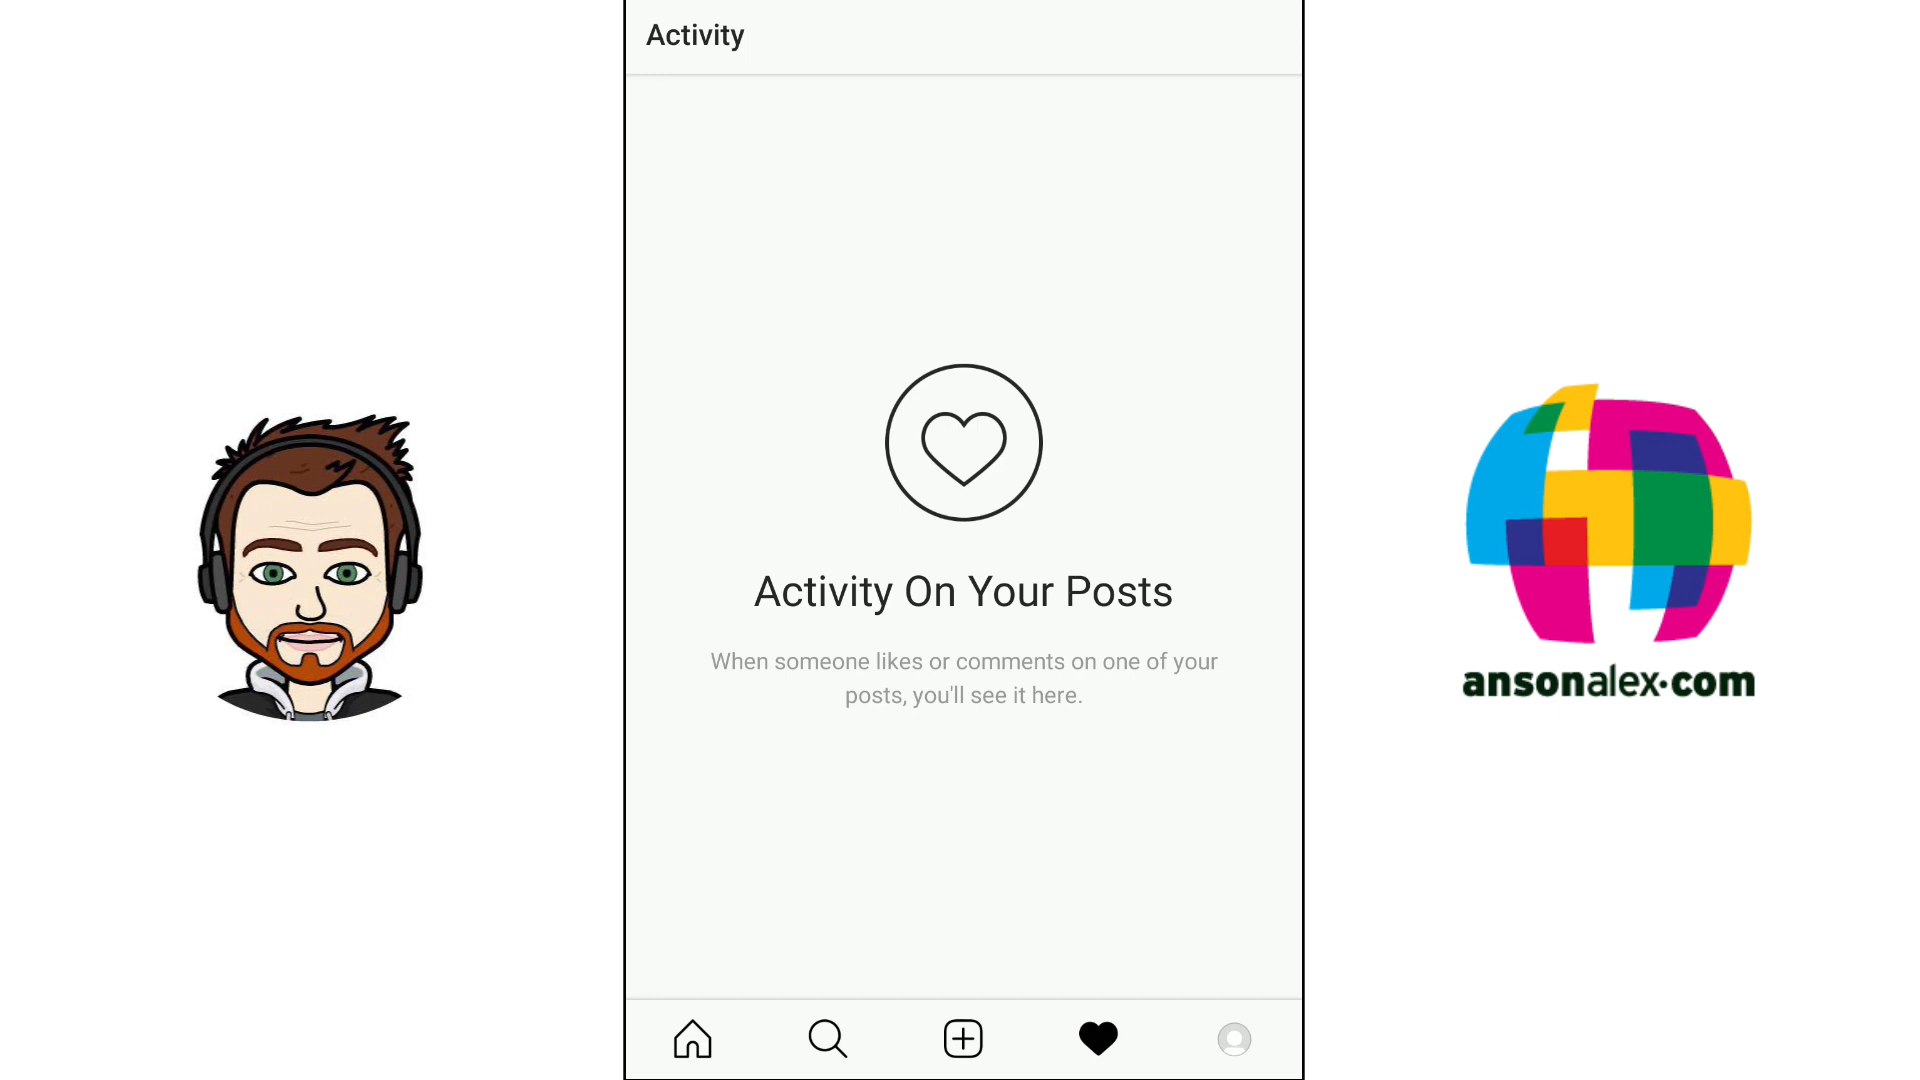 Activity
Activity On Your Posts
When someone likes or comments on one of your
posts, you'll see it here.
ansonalex.com